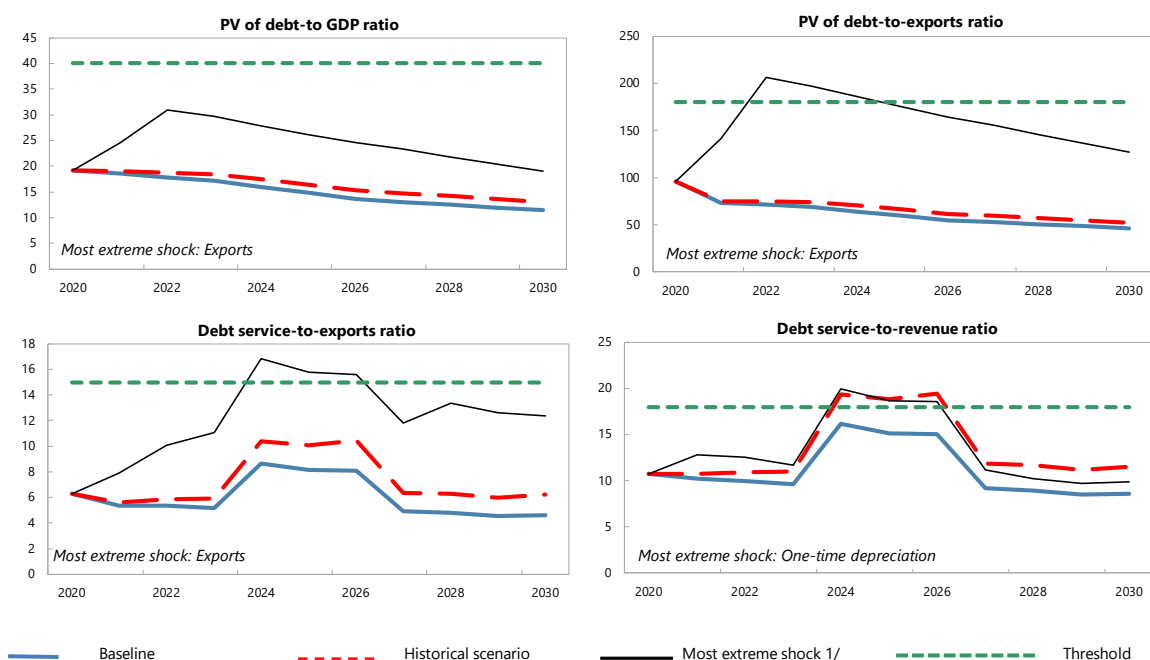 PV of debt-to GDP ratio
45
40
35
30
25
20
15
10
5
0
Most extreme shock: Exports
2020 2022 2024 2026 2028 2030
PV of debt-to-exports ratio
250
200
150
100
50
0
Most extreme shock: Exports
2020 2022 2024 2026 2028 2030
Debt service-to-exports ratio
18
16
14
12
10
8
6
4
2
0
Most extreme shock: Exports
2020 2022 2024 2026 2028 2030
Debt service-to-revenue ratio
25
20
15
10
5
0
Most extreme shock: One-time depreciation
2020 2022 2024 2026 2028 2030
Baseline Historical scenario Most extreme shock 1/ Threshold